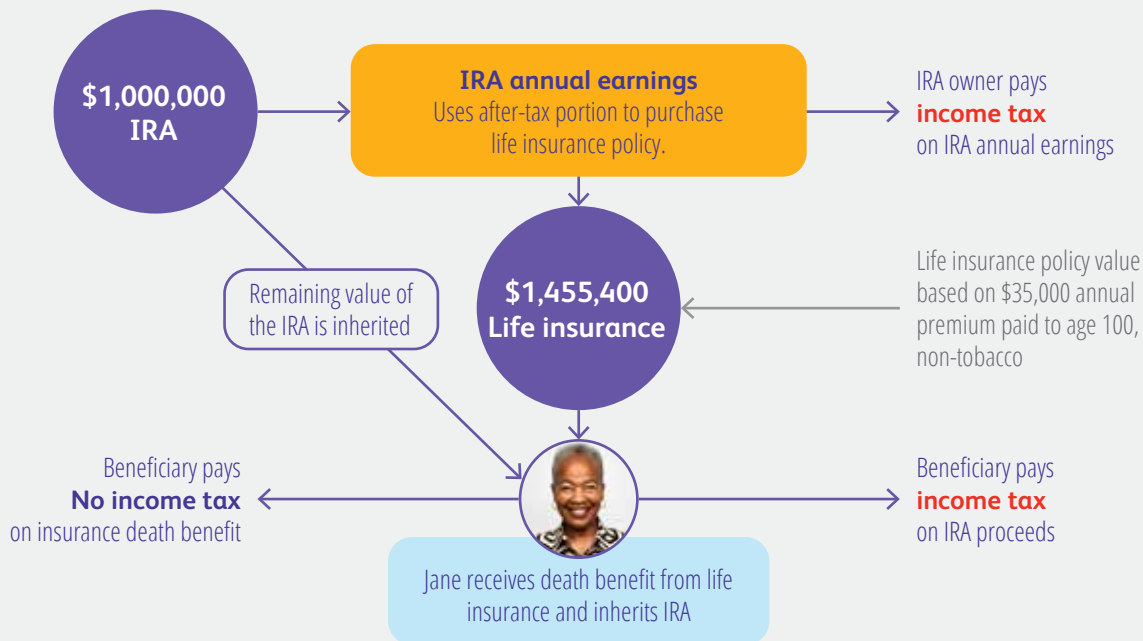 $1,000,000
IRA
IRA annual earnings
Uses after-tax portion to purchase
life insurance policy.
IRA owner pays
income tax
on IRA annual earnings
Remaining value of
the IRA is inherited
$1,455,400
Life insurance
Life insurance policy value
based on $35,000 annual
premium paid to age 100,
non-tobacco
Beneficiary pays
No income tax
on insurance death benefit
Beneficiary pays
income tax
on IRA proceeds
Jane receives death benefit from life
insurance and inherits IRA